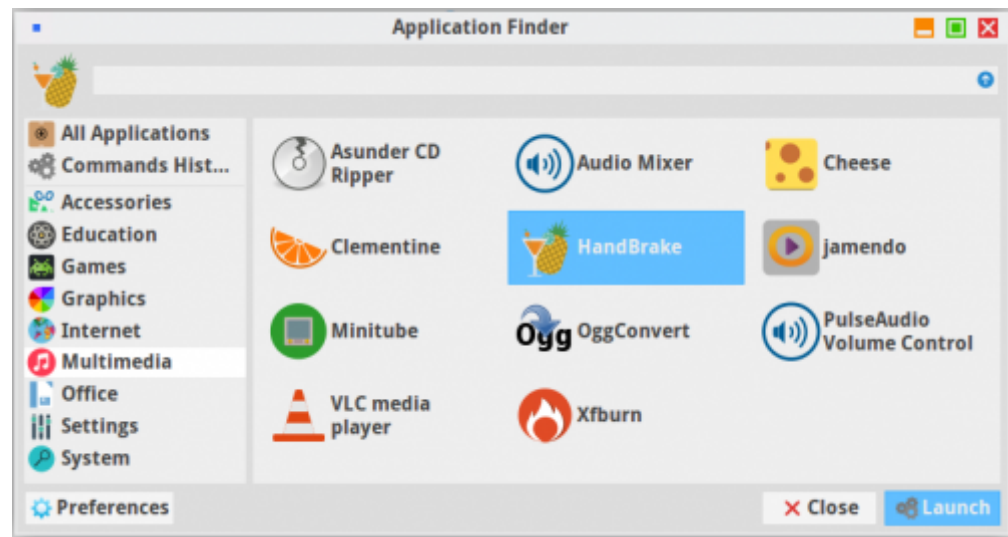 Application Finder
All Applications
Commands Hist...
Accessories
Education
Games
Graphics
Internet
Multimedia
Office
Settings
System
Asunder CD
Ripper
Audio Mixer
Cheese
Clementine
HandBrake
jamendo
Minitube
Ogg OggConvert
PulseAudio
Volume Control
VLC media
player
Xfburn
Preferences
Close
Launch